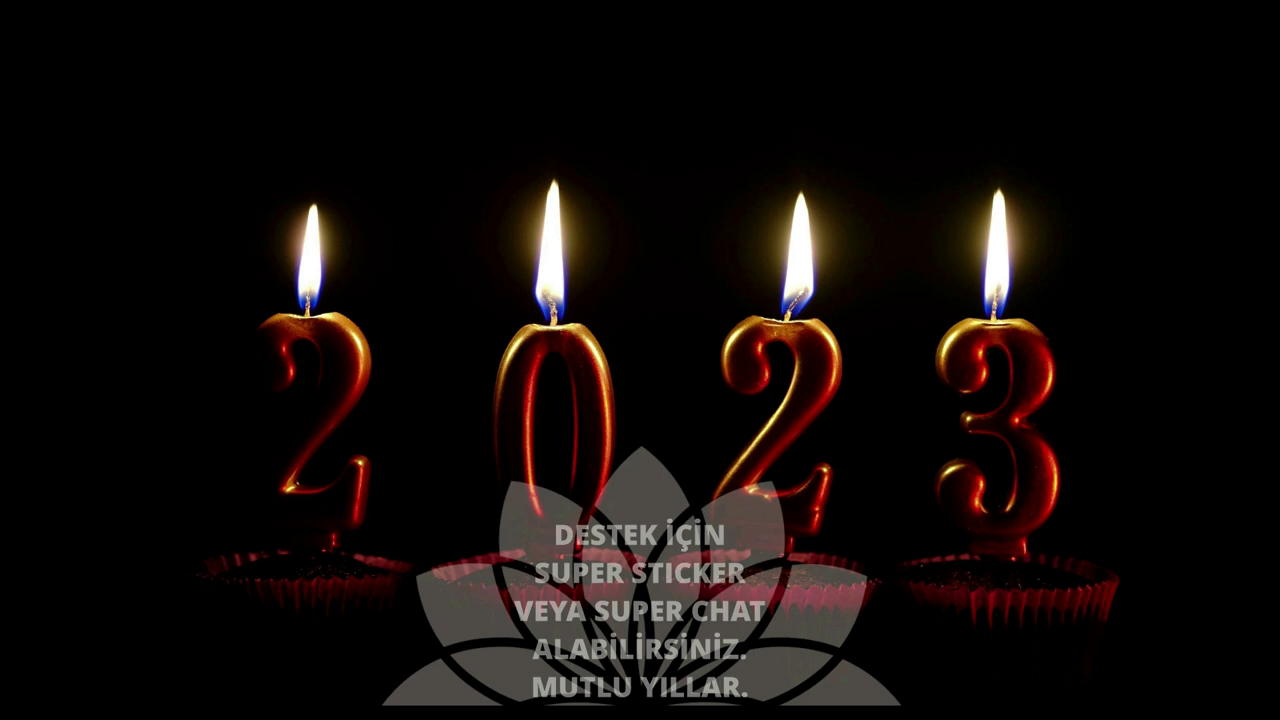 2023
DESTEK İÇİN
SUPER STICKER
VEYA SUPER CHAT
ALABİLİRSİNİZ.
MUTLU YILLAR.